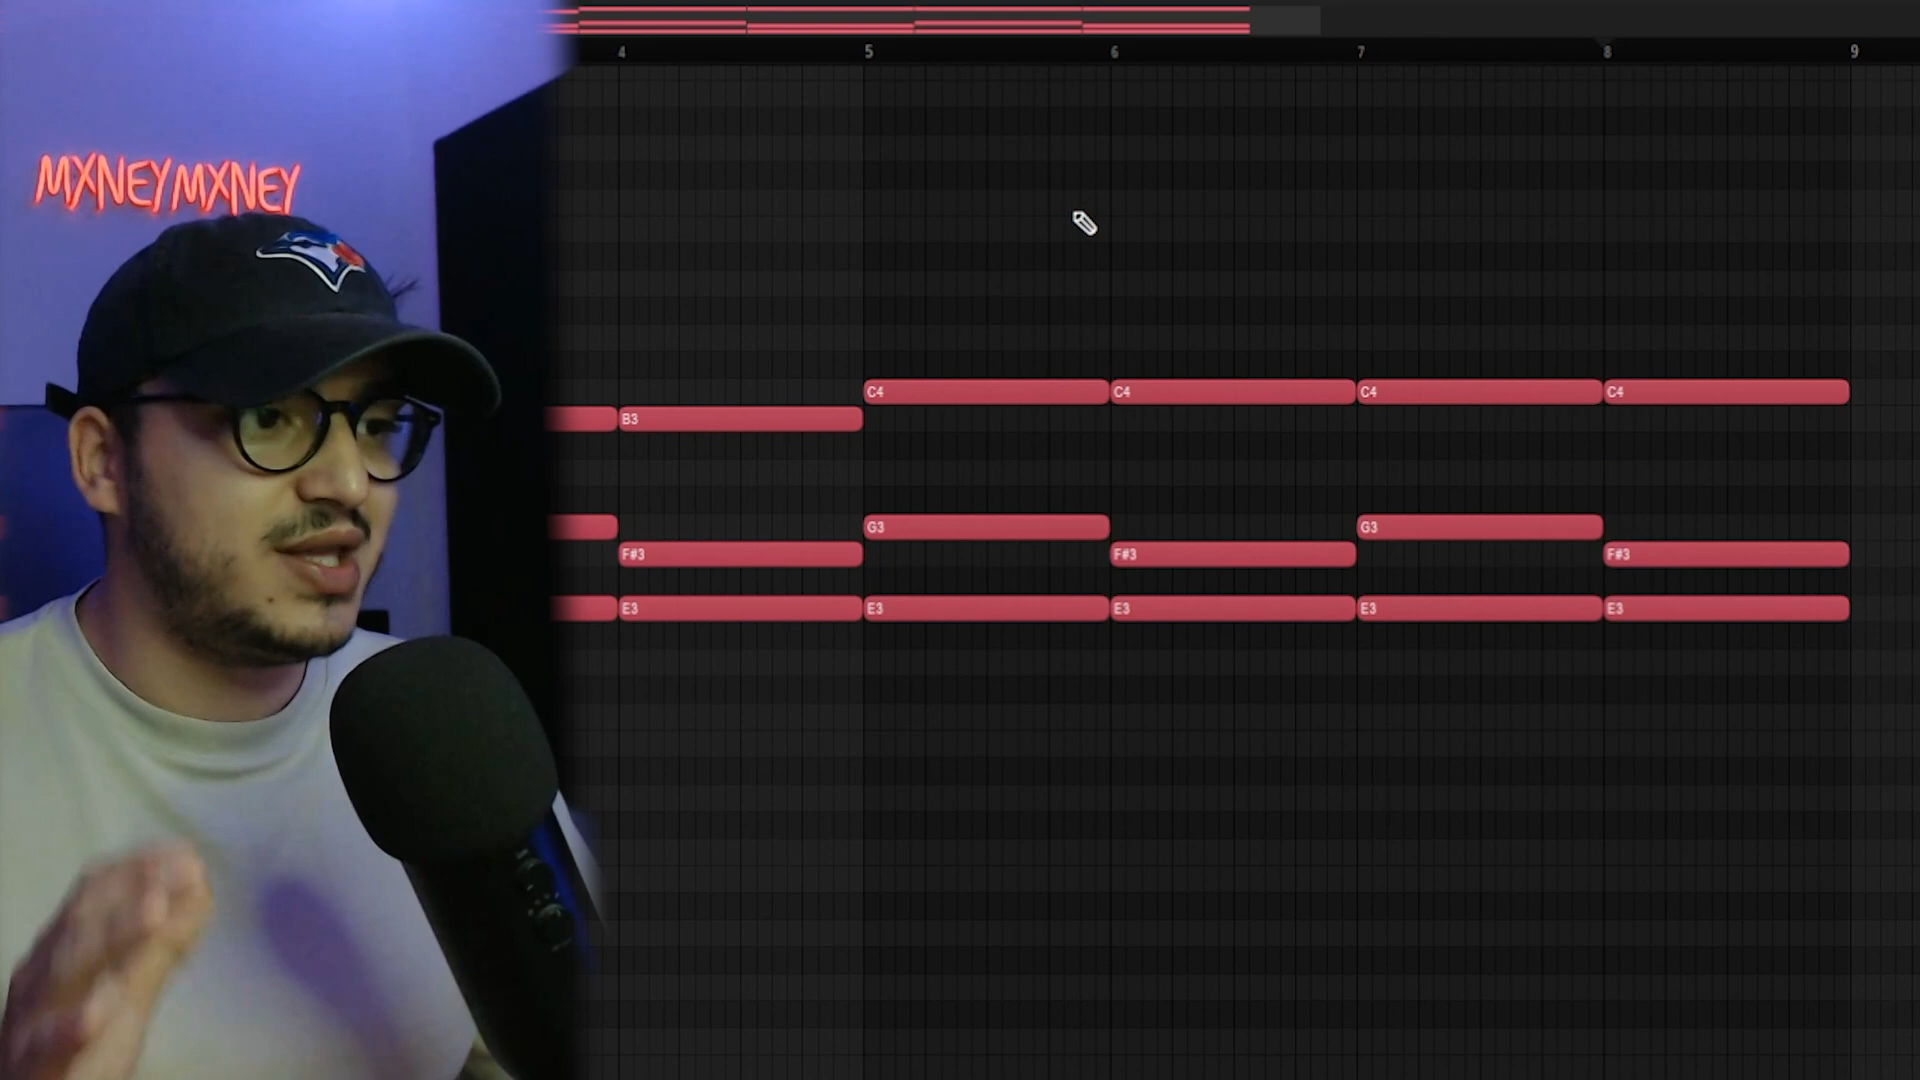 4 5 6 7 8 9
MXNEYMXNEY
C4 C4 C4 C4
B3
G3 G3
F#3 F#3 F#3
E3 E3 E3 E3 E3